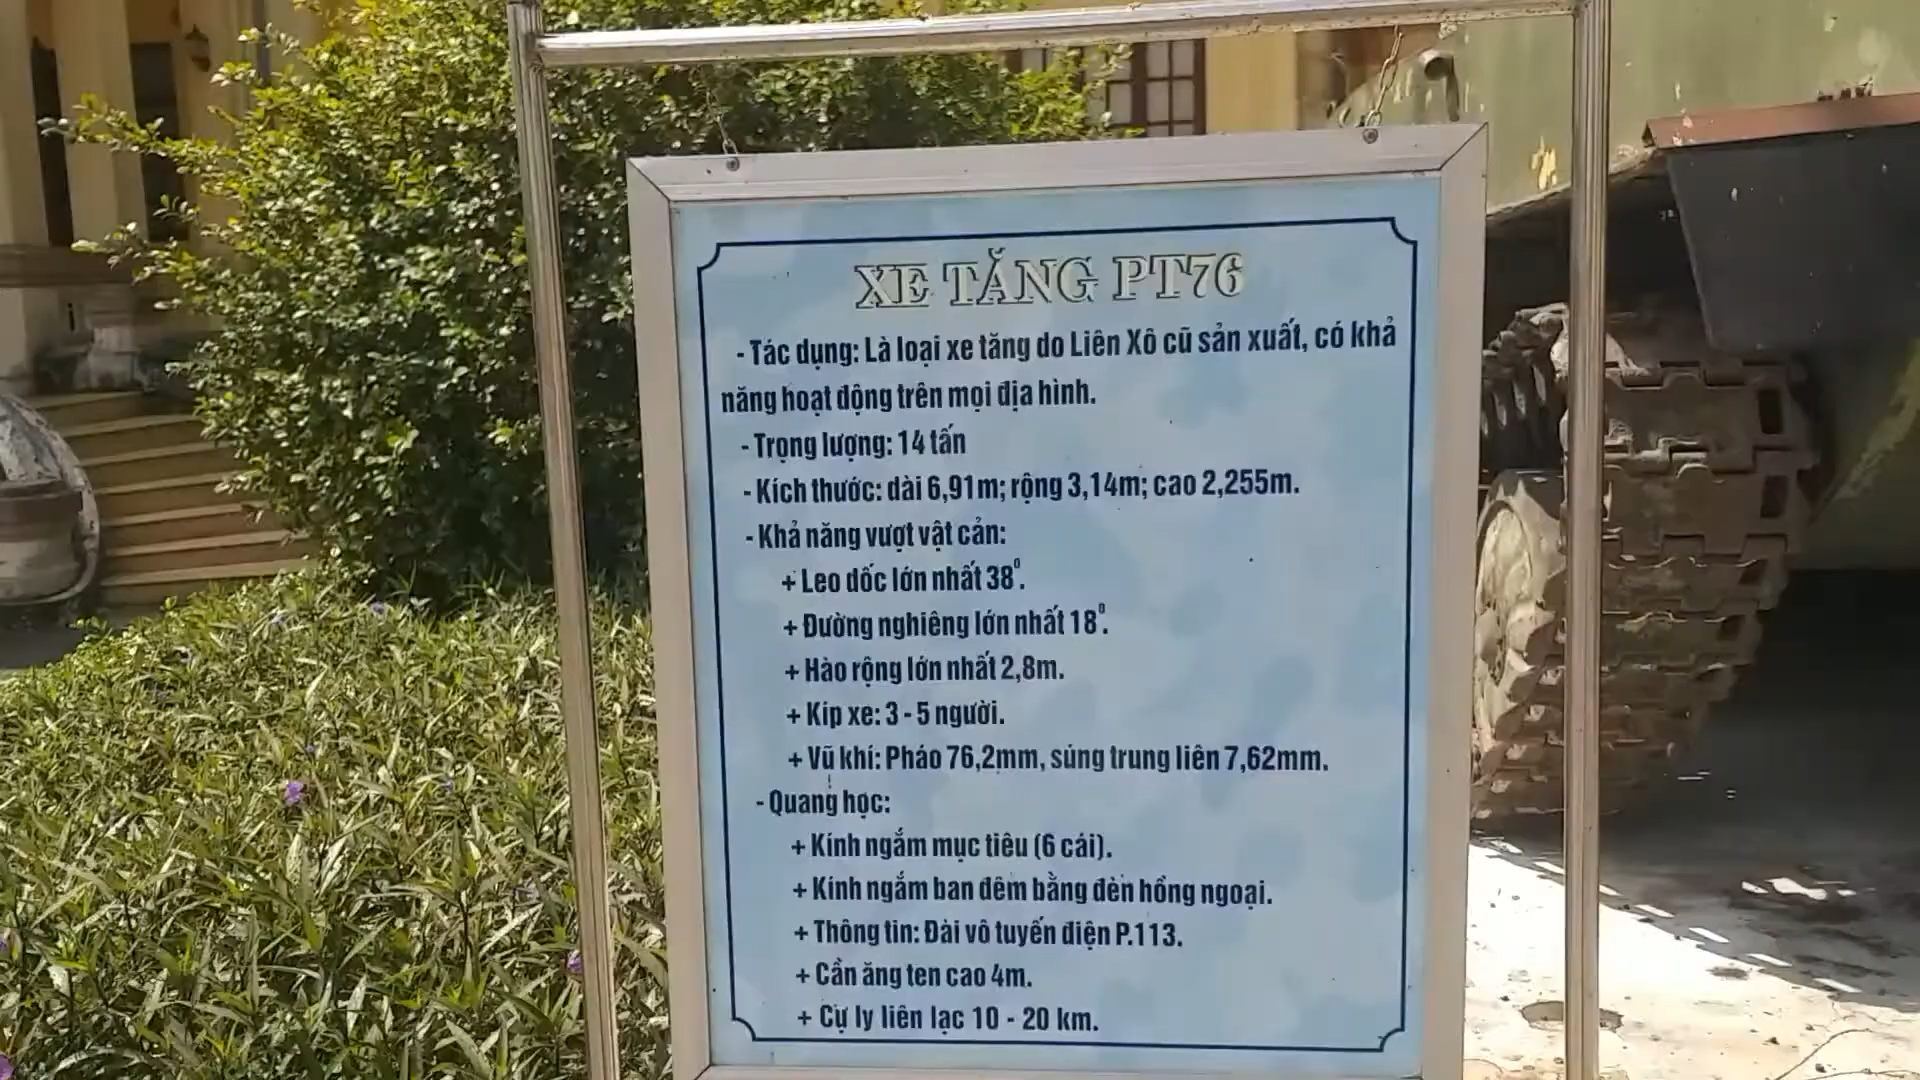 XE TĂNG PT76
- Tác dụng: Là loại xe tăng do Liên Xô cũ sản xuất, có khả
năng hoạt động trên mọi địa hình.
- Trọng lượng: 14 tấn
- Kích thước: dài 6,91m; rộng 3,14m; cao 2,255m.
- Khả năng vượt vật cản:
+ Leo dốc lớn nhất 38⁰.
+ Đường nghiêng lớn nhất 18⁰.
+ Hào rộng lớn nhất 2,8m.
+ Kíp xe: 3 - 5 người.
+ Vũ khí: Pháo 76,2mm, súng trung liên 7,62mm.
- Quang học:
+ Kính ngắm mục tiêu (6 cái).
+ Kính ngắm ban đêm bằng đèn hồng ngoại.
+ Thông tin: Đài vô tuyến điện P.113.
+ Cần ăng ten cao 4m.
+ Cự ly liên lạc 10 - 20 km.